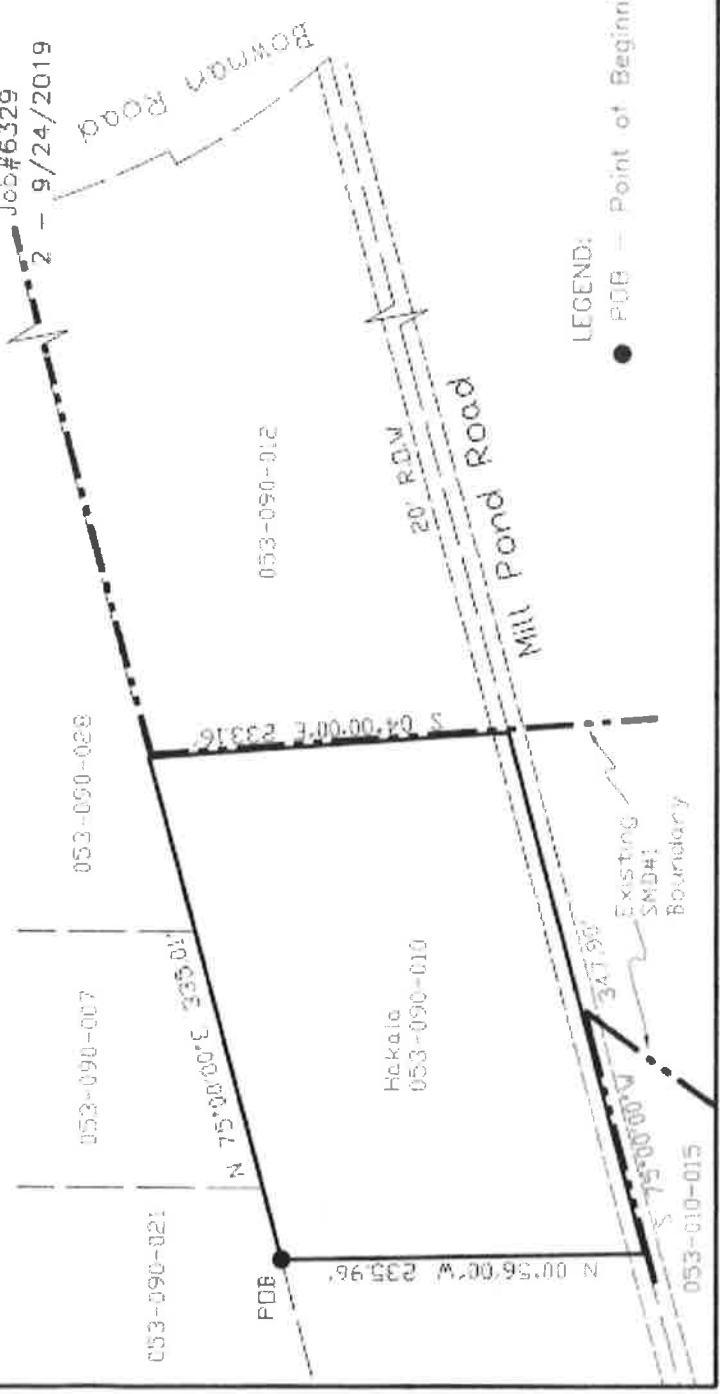 Job#6329
2 - 9/24/2019
Bowman Road
053-090-028
053-090-007
053-090-021
053-090-012
N 75°00'00"E 335.01'
POB
Hakala
053-090-010
S 04°00'00"E 233.16'
N 00°56'00"W 235.96'
20' R.O.W
Mill Pond Road
S 75°00'00"W 347.90'
Existing
SMD#1
Boundary
053-010-015
LEGEND:
POB - Point of Beginni